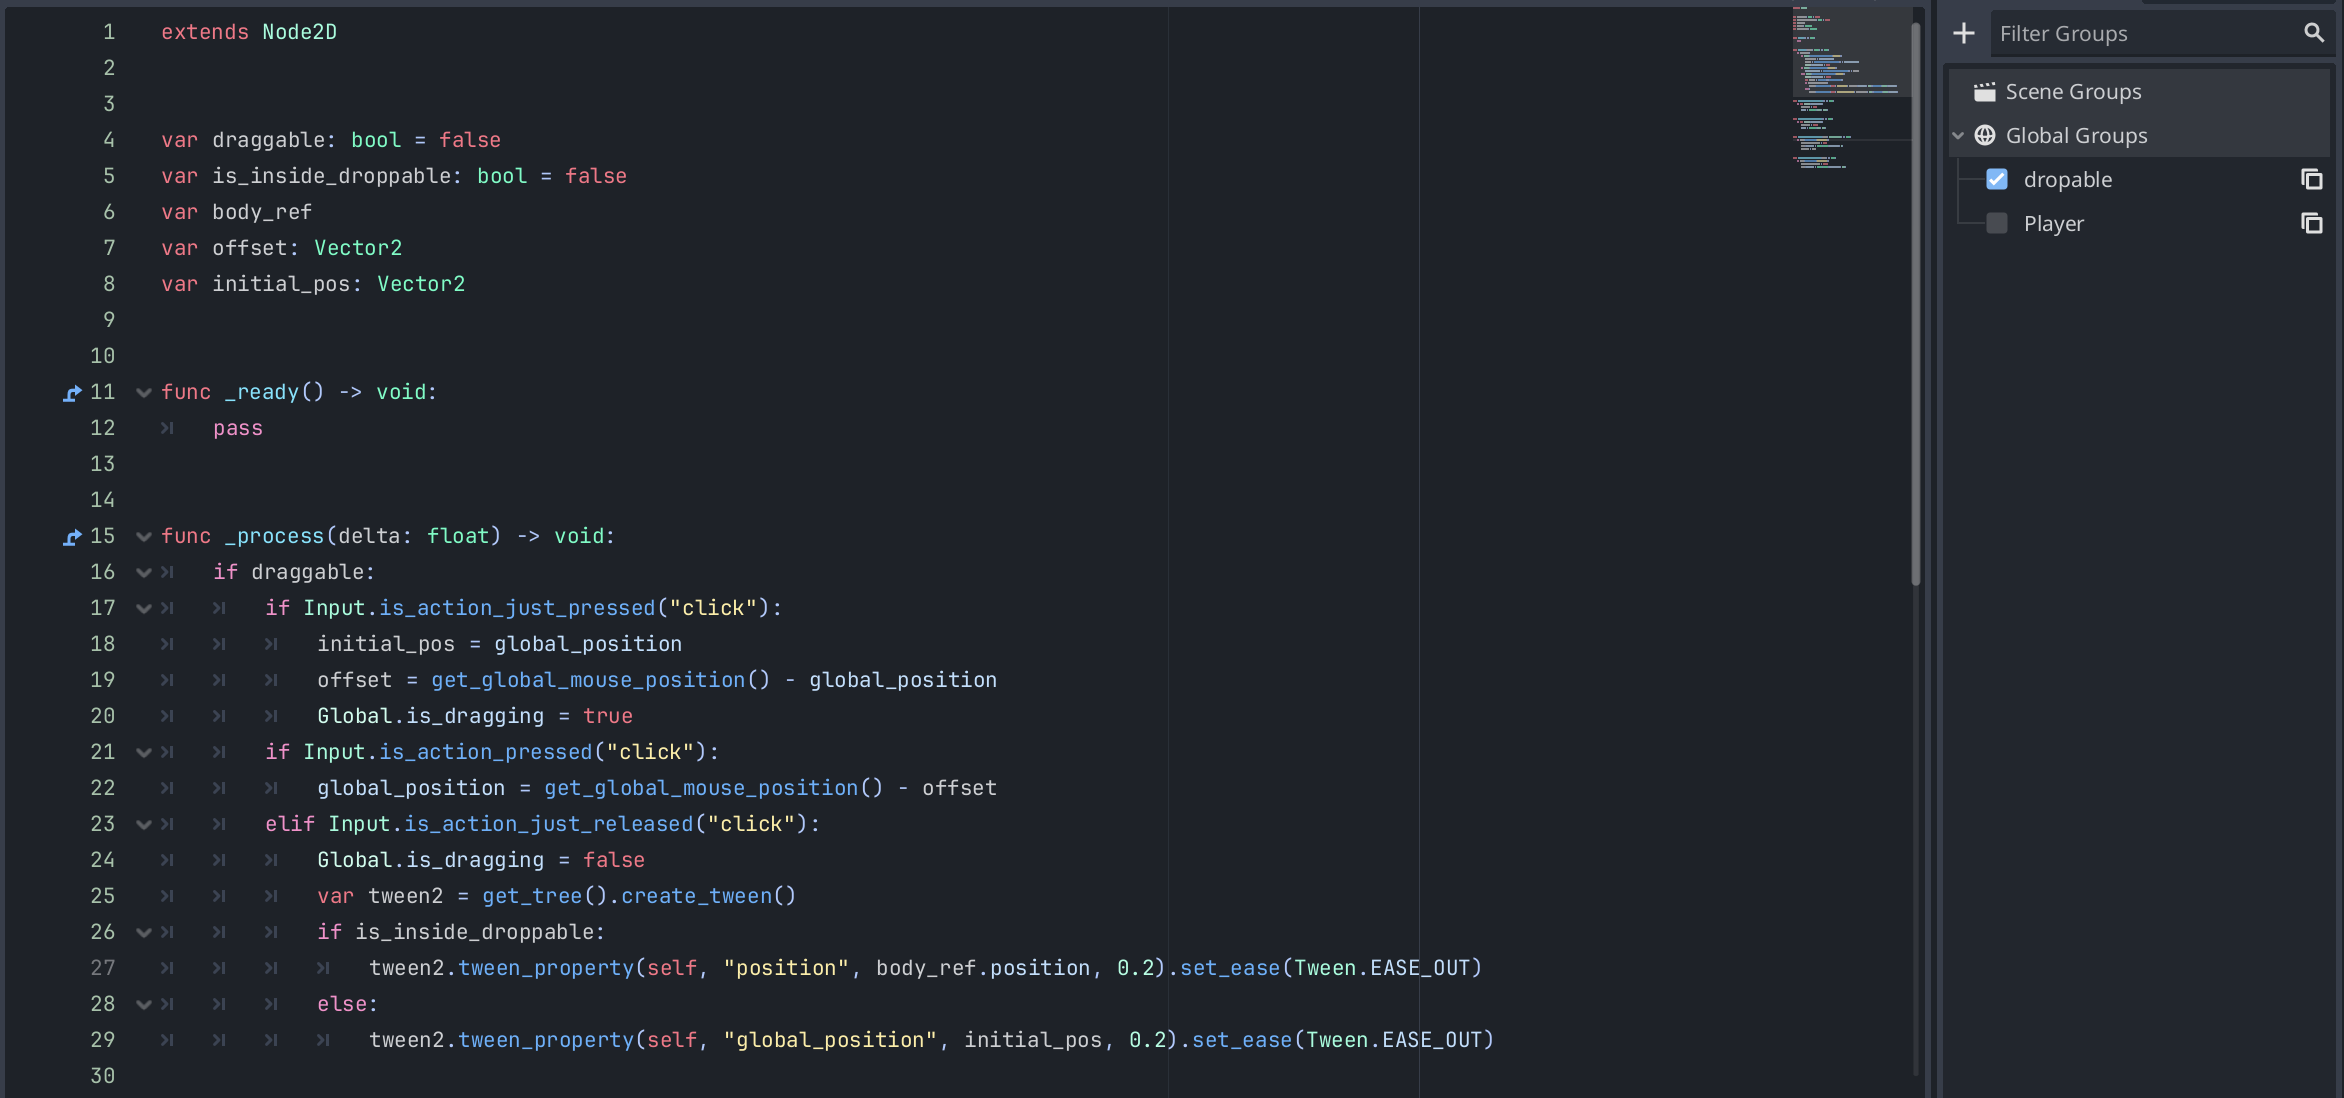 1 extends Node2D
2
3
4 var draggable: bool = false
5 var is_inside_droppable: bool = false
6 var body_ref
7 var offset: Vector2
8 var initial_pos: Vector2
9
10
11 func _ready() -> void:
12 pass
13
14
15 func _process(delta: float) -> void:
16 if draggable:
17 if Input.is_action_just_pressed("click"):
18 initial_pos = global_position
19 offset = get_global_mouse_position() - global_position
20 Global.is_dragging = true
21 if Input.is_action_pressed("click"):
22 global_position = get_global_mouse_position() - offset
23 elif Input.is_action_just_released("click"):
24 Global.is_dragging = false
25 var tween2 = get_tree().create_tween()
26 if is_inside_droppable:
27 tween2.tween_property(self, "position", body_ref.position, 0.2).set_ease(Tween.EASE_OUT)
28 else:
29 tween2.tween_property(self, "global_position", initial_pos, 0.2).set_ease(Tween.EASE_OUT)
30
Filter Groups
Scene Groups
Global Groups
dropable
Player